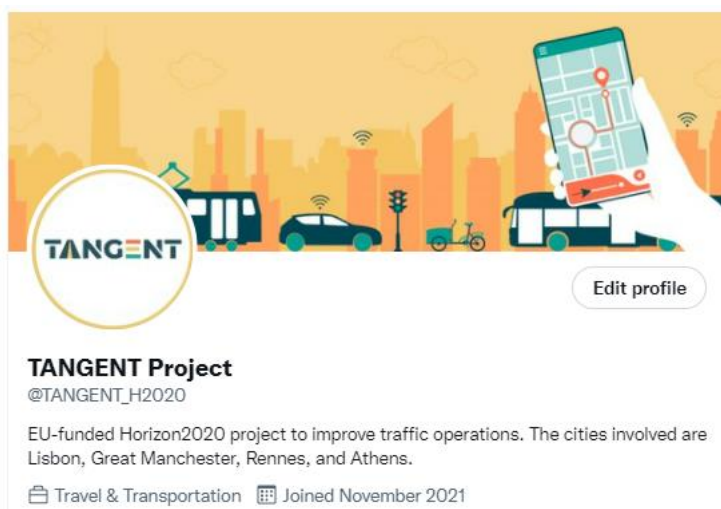 TANGENT
Edit profile
TANGENT Project
@TANGENT_H2020
EU-funded Horizon2020 project to improve traffic operations. The cities involved are
Lisbon, Great Manchester, Rennes, and Athens.
Travel & Transportation Joined November 2021